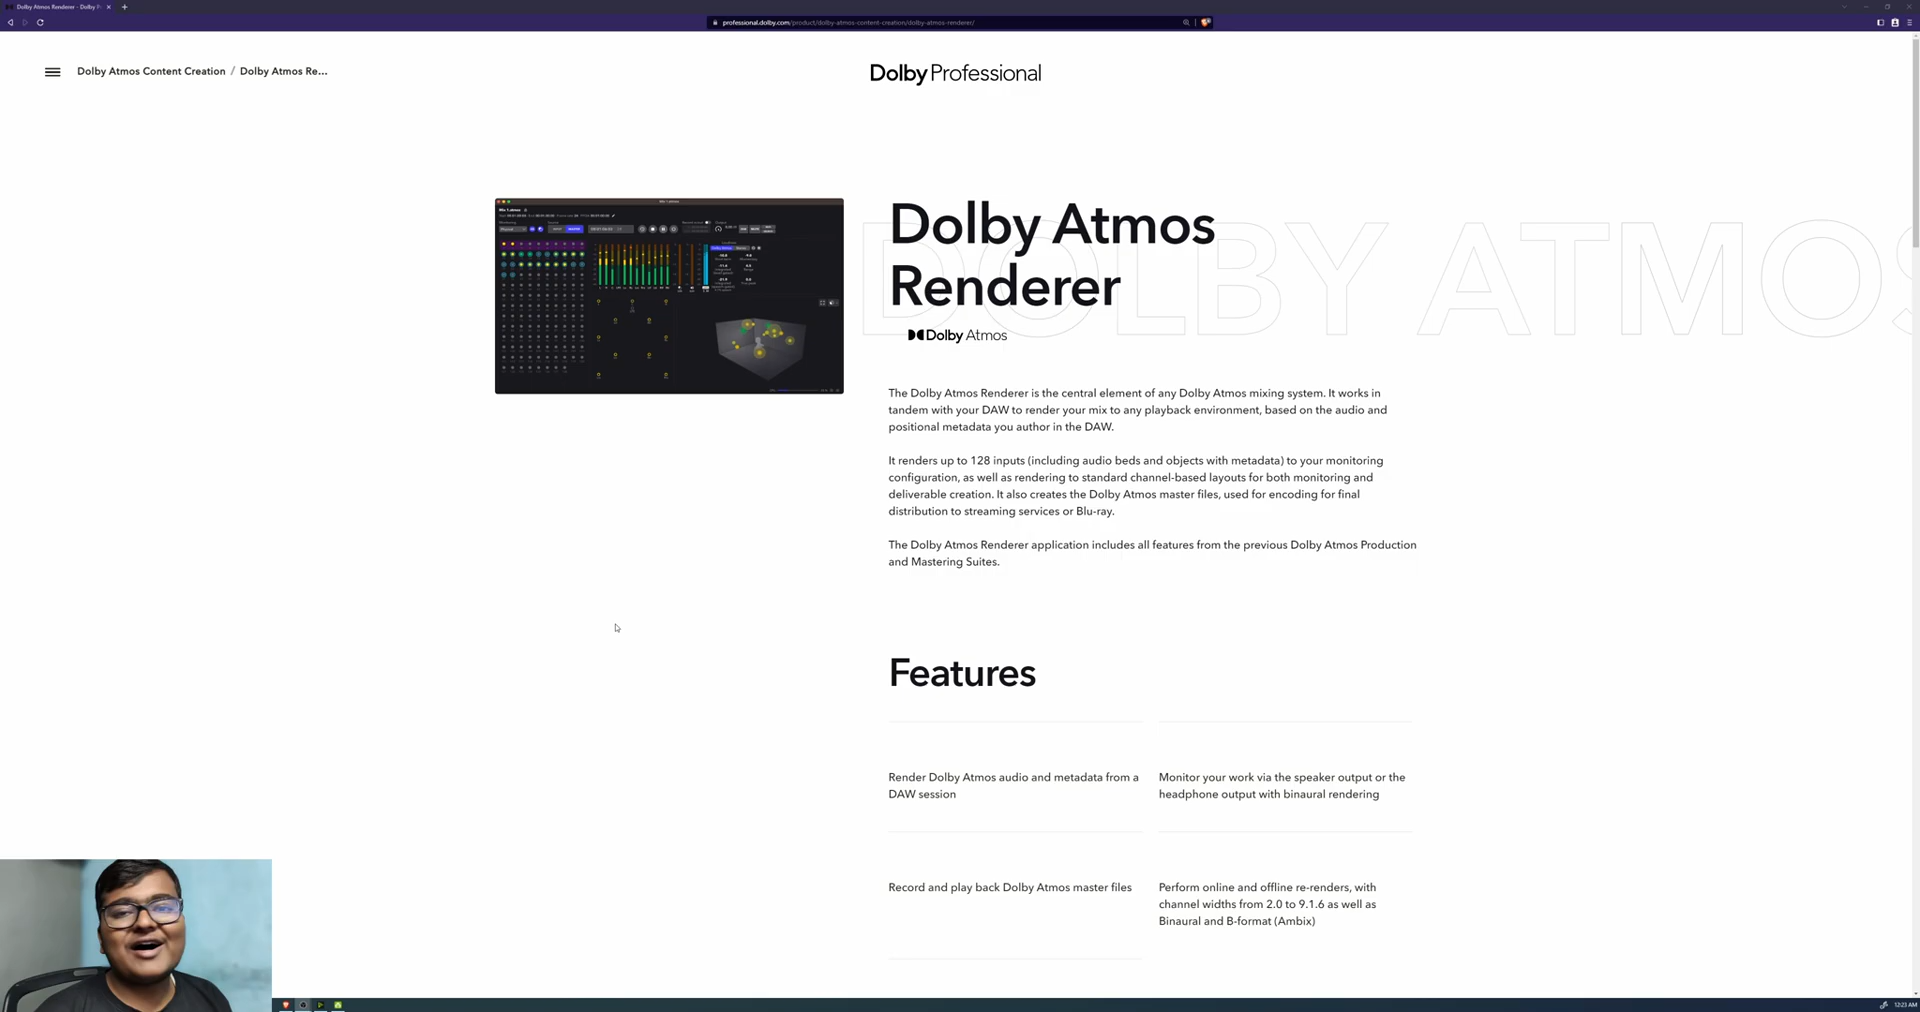 Dolby Atmos Renderer - Dolby P
professional.dolby.com/product/dolby-atmos-content-creation/dolby-atmos-renderer/
Dolby Atmos Content Creation / Dolby Atmos Re...
Dolby Professional
DOLBY ATMOS
Dolby Atmos
Renderer
Dolby Atmos
The Dolby Atmos Renderer is the central element of any Dolby Atmos mixing system. It works in
tandem with your DAW to render your mix to any playback environment, based on the audio and
positional metadata you author in the DAW.
It renders up to 128 inputs (including audio beds and objects with metadata) to your monitoring
configuration, as well as rendering to standard channel-based layouts for both monitoring and
deliverable creation. It also creates the Dolby Atmos master files, used for encoding for final
distribution to streaming services or Blu-ray.
The Dolby Atmos Renderer application includes all features from the previous Dolby Atmos Production
and Mastering Suites.
Features
Render Dolby Atmos audio and metadata from a
DAW session
Monitor your work via the speaker output or the
headphone output with binaural rendering
Record and play back Dolby Atmos master files
Perform online and offline re-renders, with
channel widths from 2.0 to 9.1.6 as well as
Binaural and B-format (Ambix)
12:23 AM